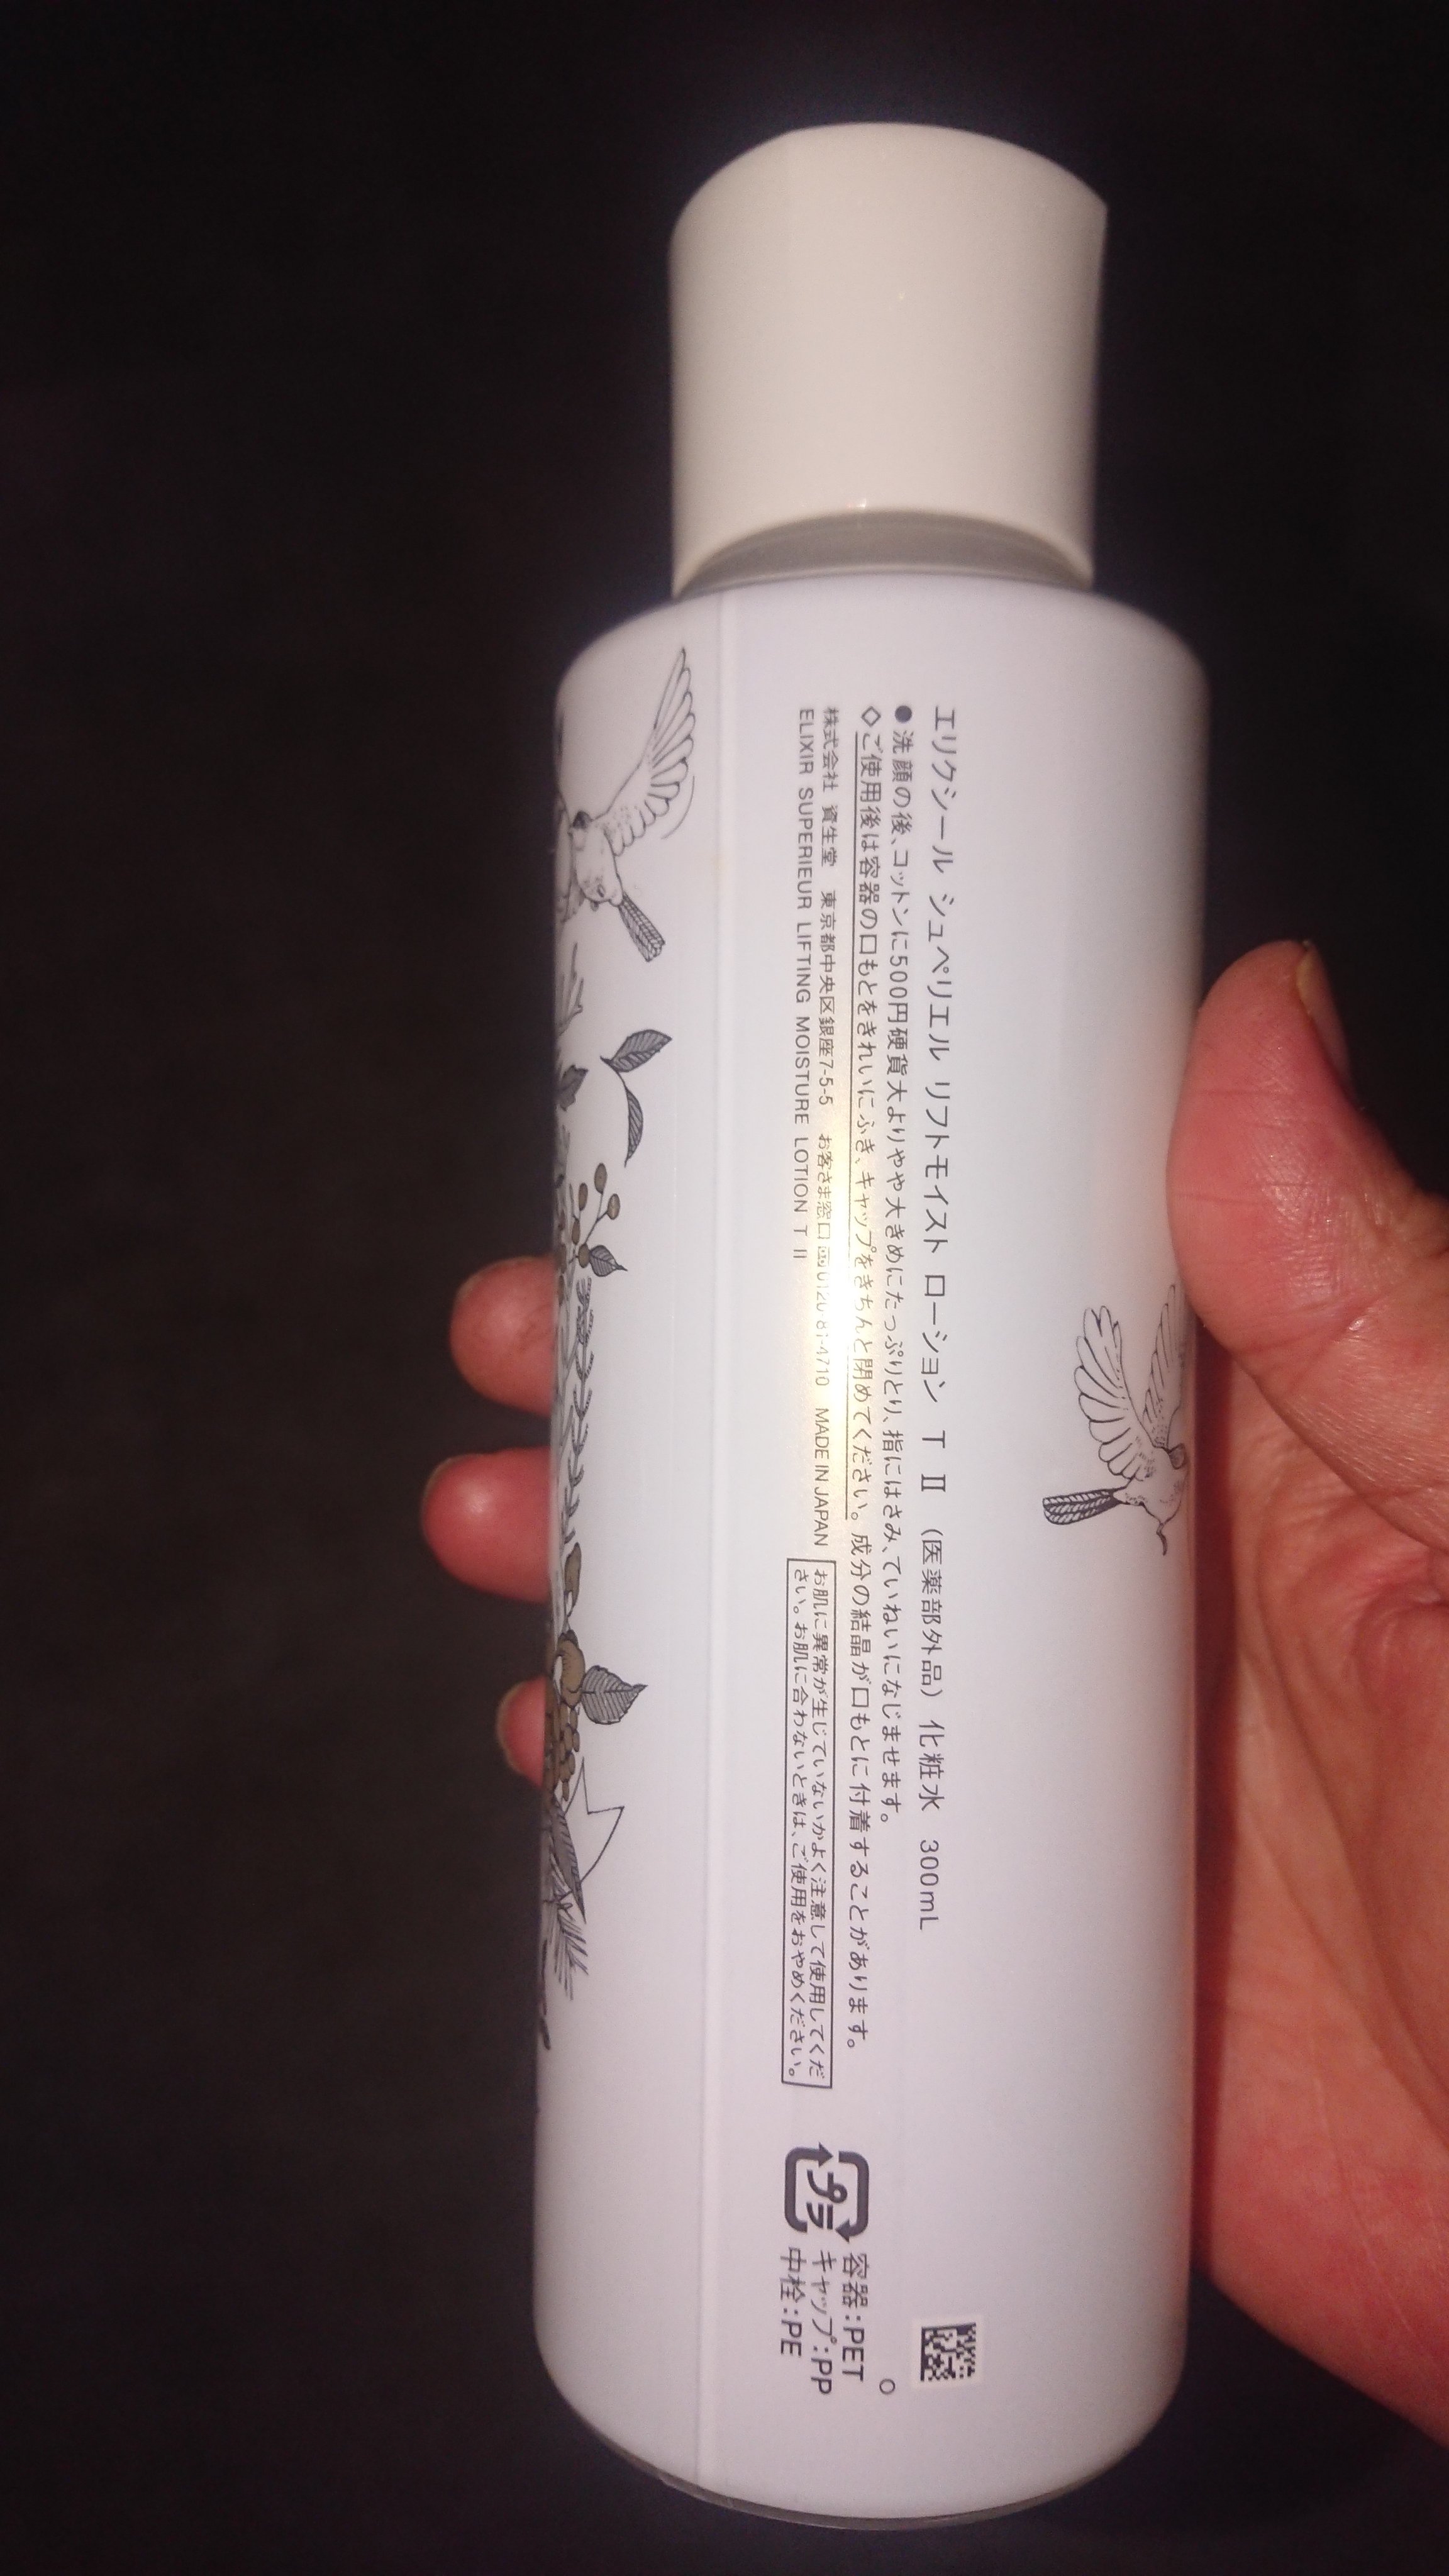 エリクシール シュペリエル リフトモイスト ローション T Ⅱ (医薬部外品) 化粧水 300mL
●洗顔の後、コットンに500円硬貨大よりやや大きめにたっぷりとり、指にはさみ、ていねいになじませます。
◇ご使用後は容器の口もとをきれいにふき、キャップをきちんと閉めてください。成分の結晶が口もとに付着することがあります。
株式会社 資生堂 東京都中央区銀座7-5-5 お客さま窓口 0120-81-4710 MADE IN JAPAN
ELIXIR SUPERIEUR LIFTING MOISTURE LOTION T II
お肌に異常が生じていないかよく注意して使用してくだ
さい。お肌に合わないときは、ご使用をおやめください。
プラ
容器:PET
キャップ:PP
中栓:PE